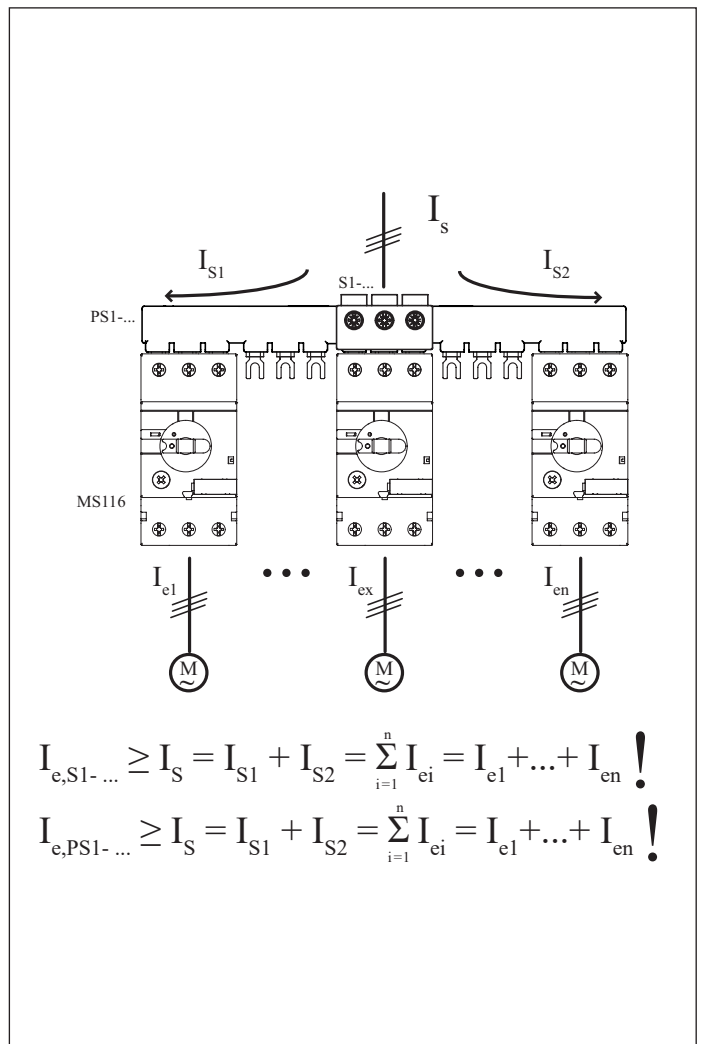 I_s
I_S1 I_S2
S1-...
PS1-...
MS116
I_e1 ••• I_ex ••• I_en
M ~ M ~ M ~
I_e,S1- ... ≥ I_S = I_S1 + I_S2 = Σ_{i=1}^{n} I_ei = I_e1+...+ I_en !
I_e,PS1- ... ≥ I_S = I_S1 + I_S2 = Σ_{i=1}^{n} I_ei = I_e1+...+ I_en !